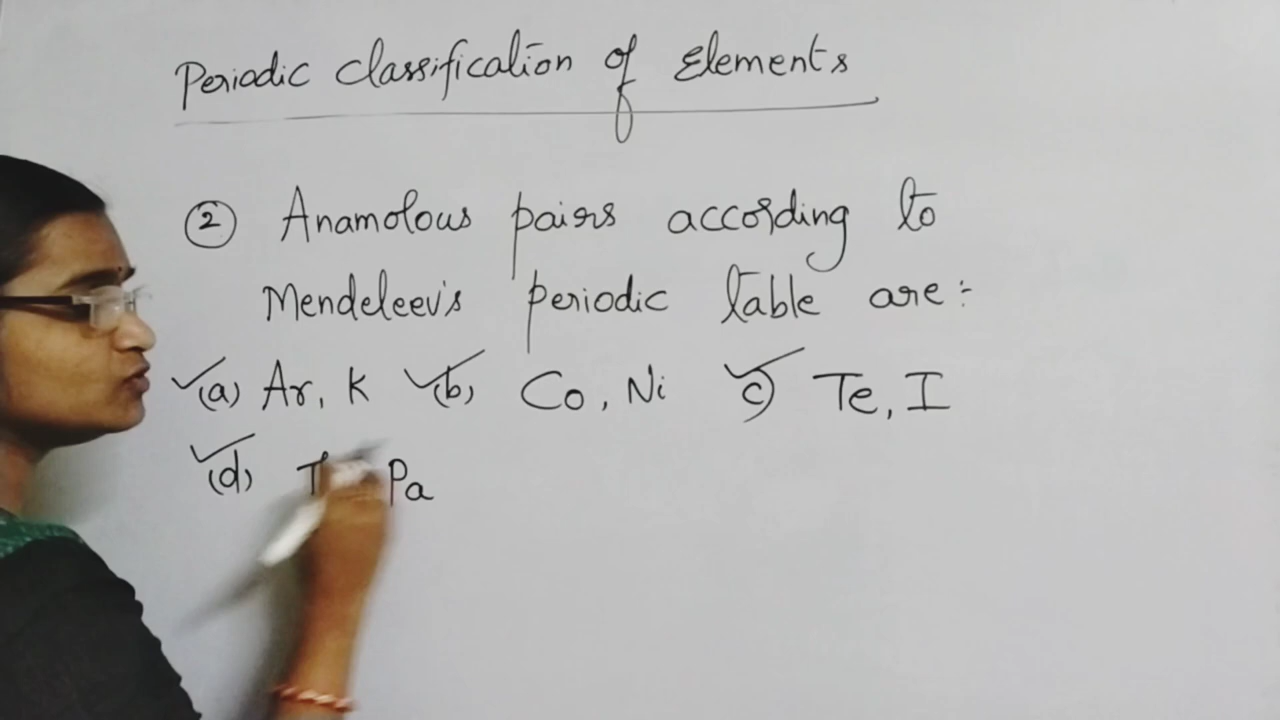 Periodic classification of Elements
② Anamolous pairs according to
Mendeleev's periodic table are :-
(a) Ar, K (b) Co, Ni (c) Te, I
(d) Pa